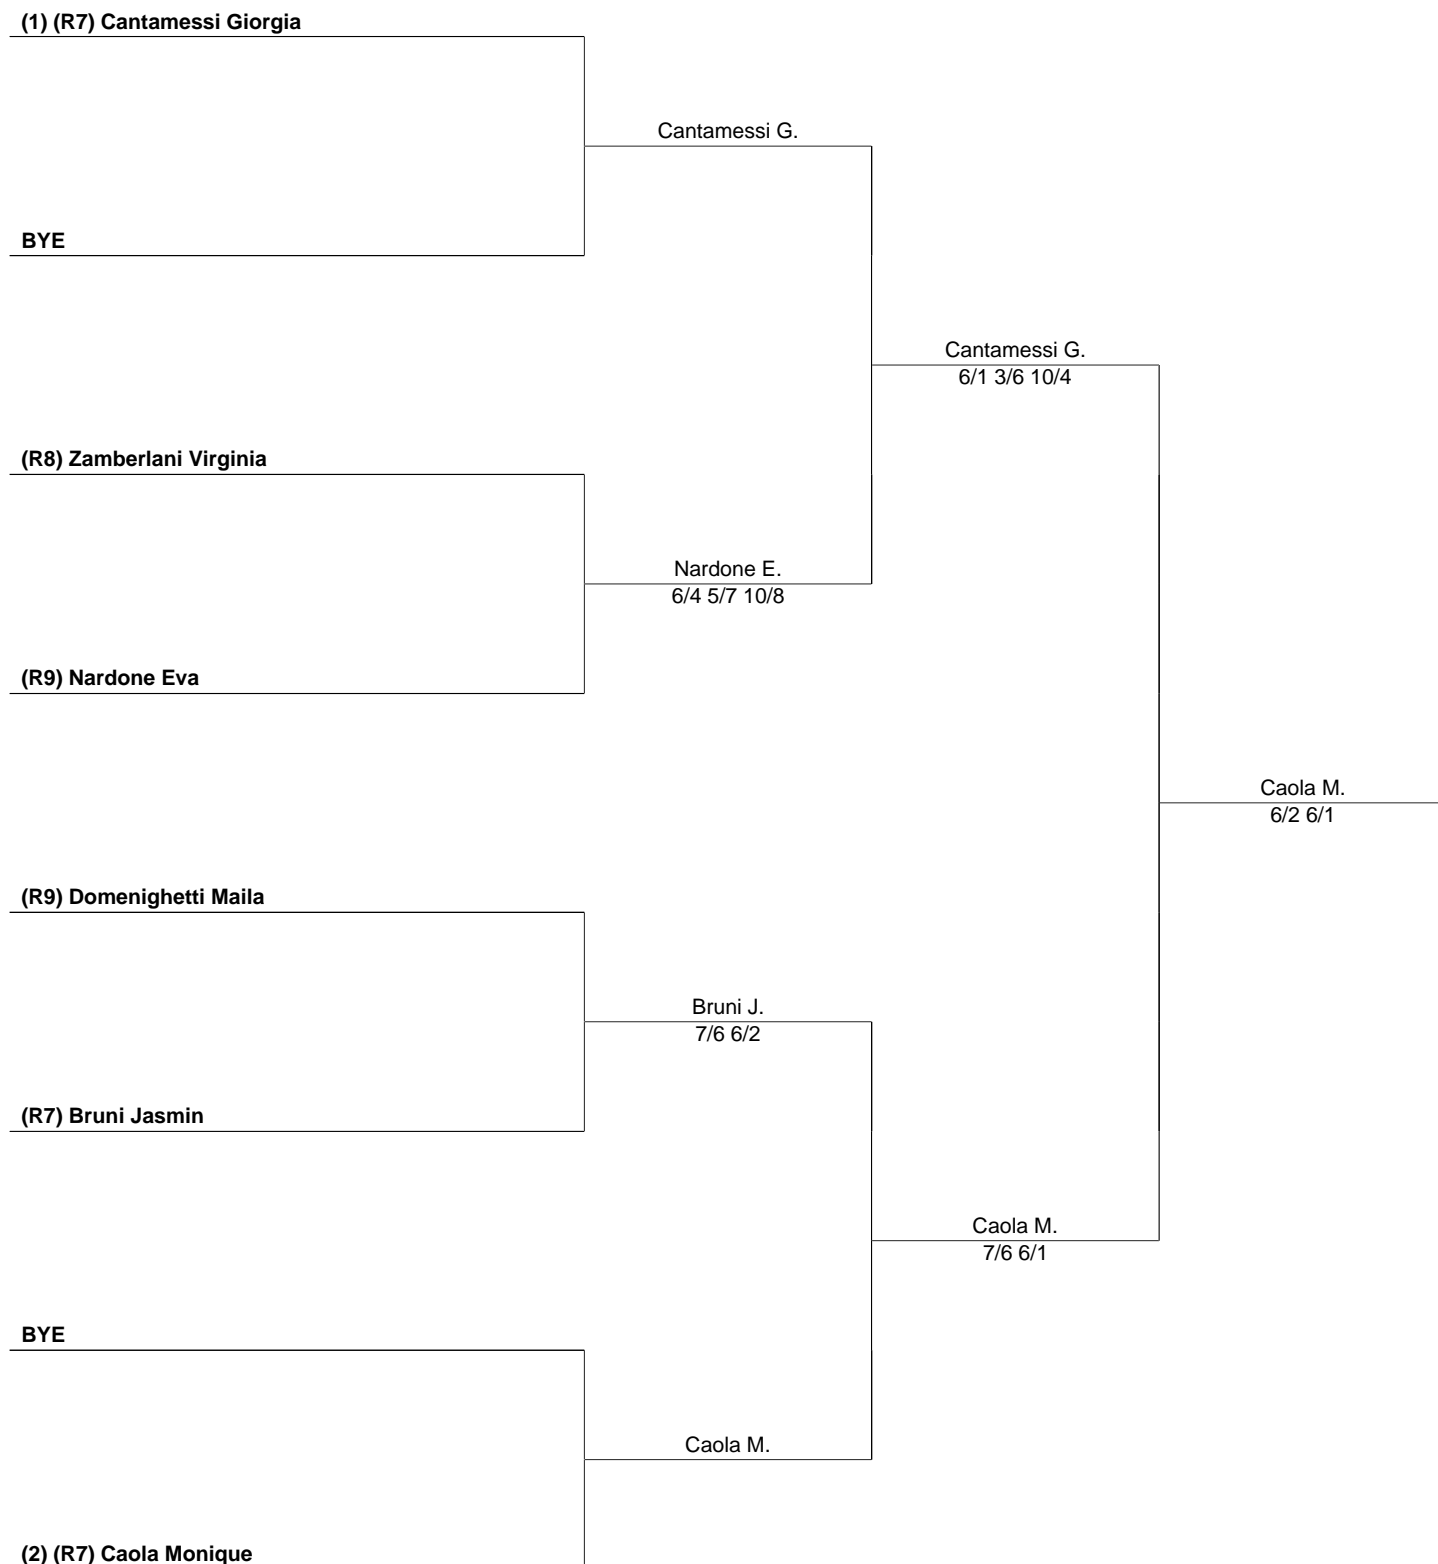 (1) (R7) Cantamessi Giorgia
Cantamessi G.
BYE
Cantamessi G.
6/1 3/6 10/4
(R8) Zamberlani Virginia
Nardone E.
6/4 5/7 10/8
(R9) Nardone Eva
Caola M.
6/2 6/1
(R9) Domenighetti Maila
Bruni J.
7/6 6/2
(R7) Bruni Jasmin
Caola M.
7/6 6/1
BYE
Caola M.
(2) (R7) Caola Monique